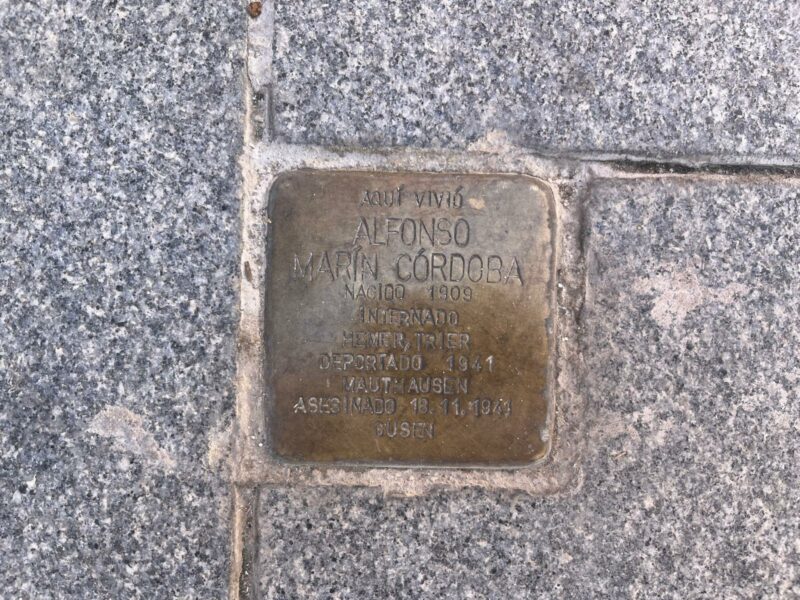 AQUÍ VIVIÓ
ALFONSO
MARÍN CÓRDOBA
NACIDO 1909
INTERNADO
HEMER, TRIER
DEPORTADO 1941
MAUTHAUSEN
ASESINADO 18.11.1941
GUSEN